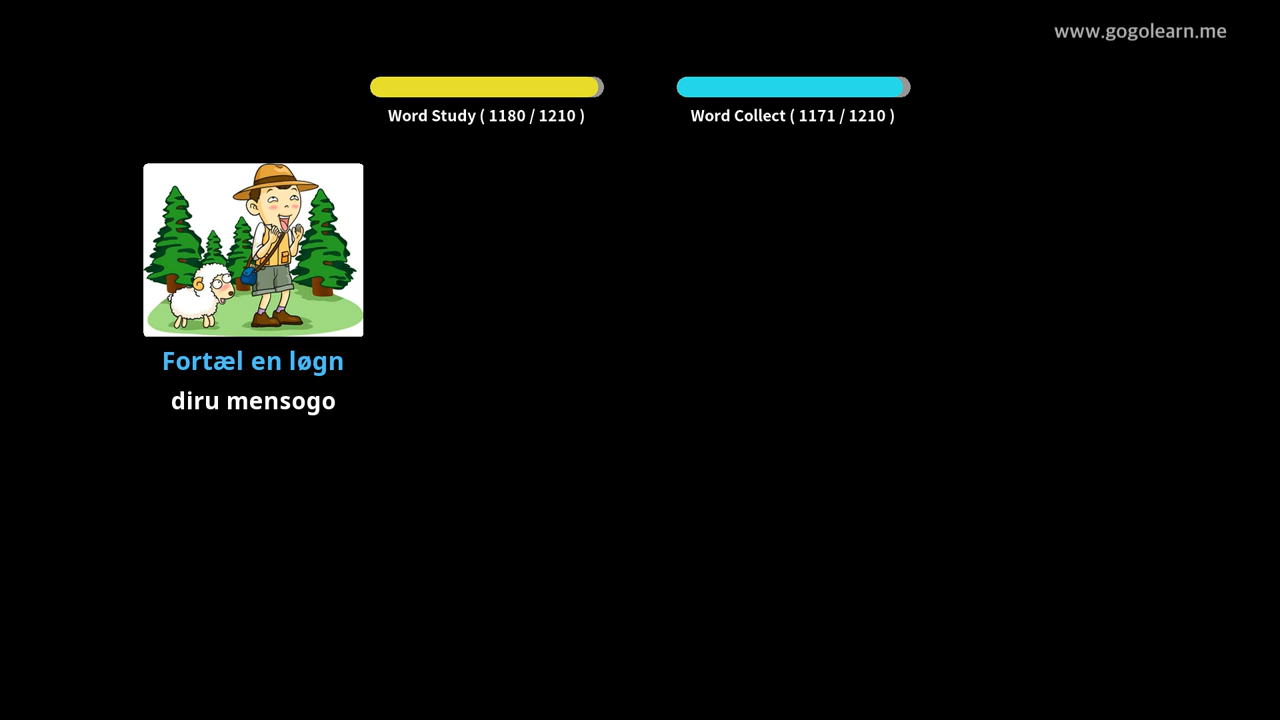 www.gogolearn.me
Word Study ( 1180 / 1210 )
Word Collect ( 1171 / 1210 )
Fortæl en løgn
diru mensogo